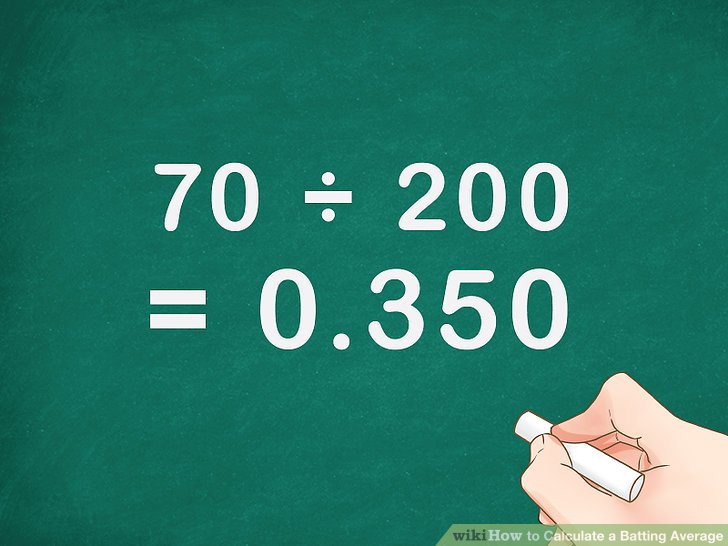 70 ÷ 200
= 0.350
wikiHow to Calculate a Batting Average